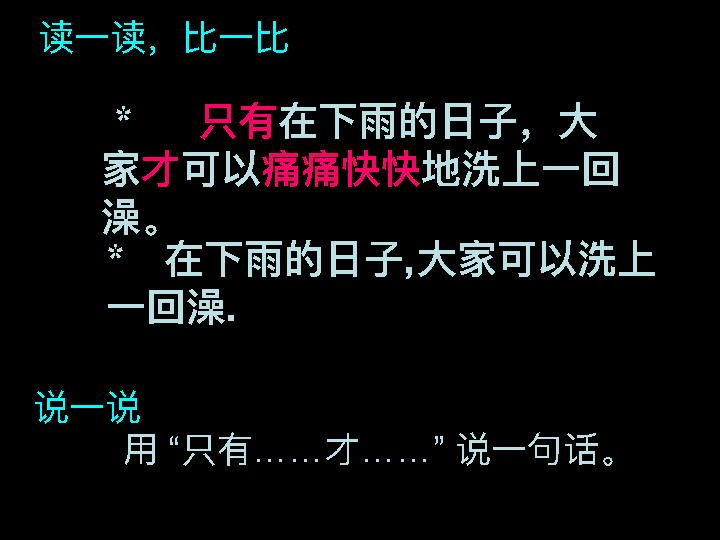 读一读，比一比
* 只有在下雨的日子，大
家才可以痛痛快快地洗上一回
澡。
* 在下雨的日子,大家可以洗上
一回澡.
说一说
用 “只有……才……” 说一句话。